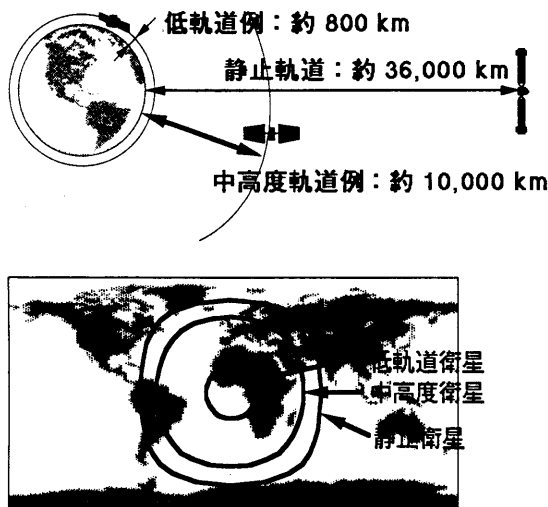 低軌道例：約 800 km
静止軌道：約 36,000 km
中高度軌道例：約 10,000 km
低軌道衛星
中高度衛星
静止衛星